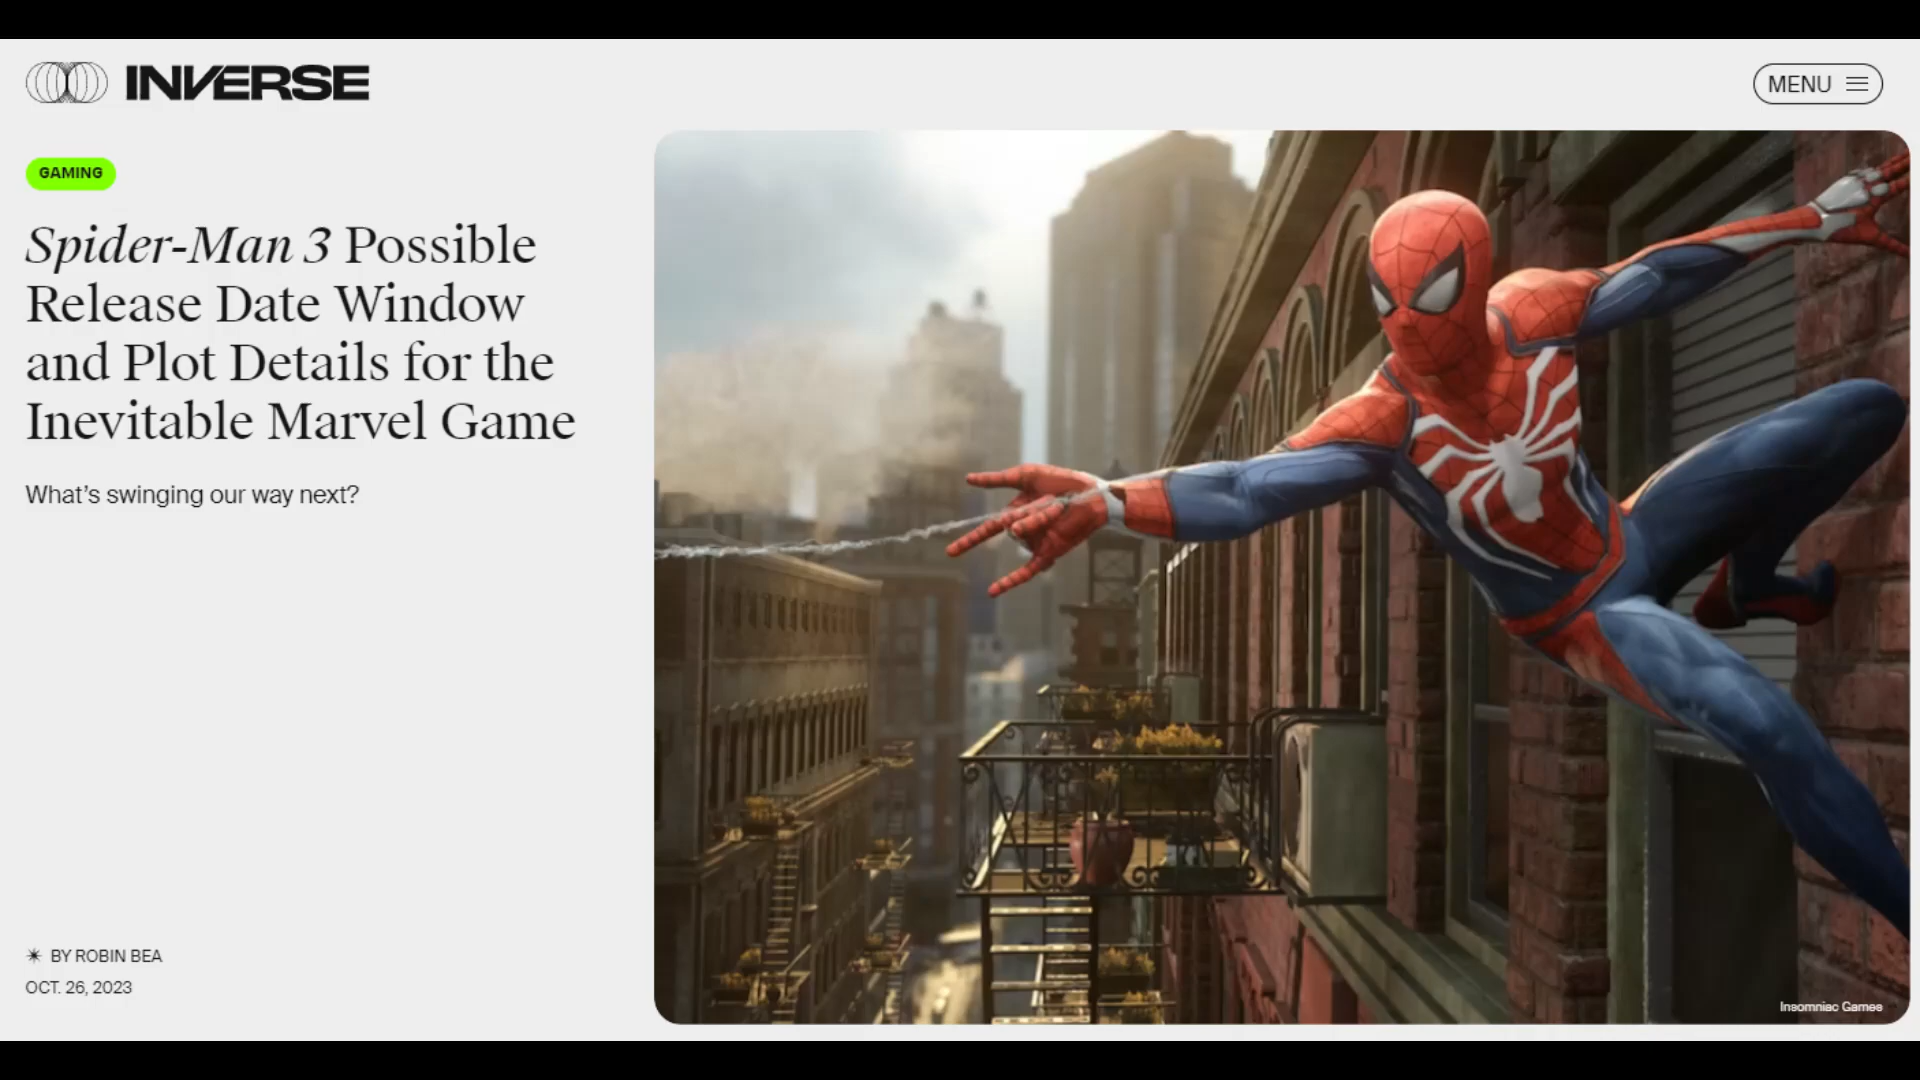 INVERSE
MENU
GAMING
Spider-Man 3 Possible
Release Date Window
and Plot Details for the
Inevitable Marvel Game
What’s swinging our way next?
BY ROBIN BEA
OCT. 26, 2023
Insomniac Games